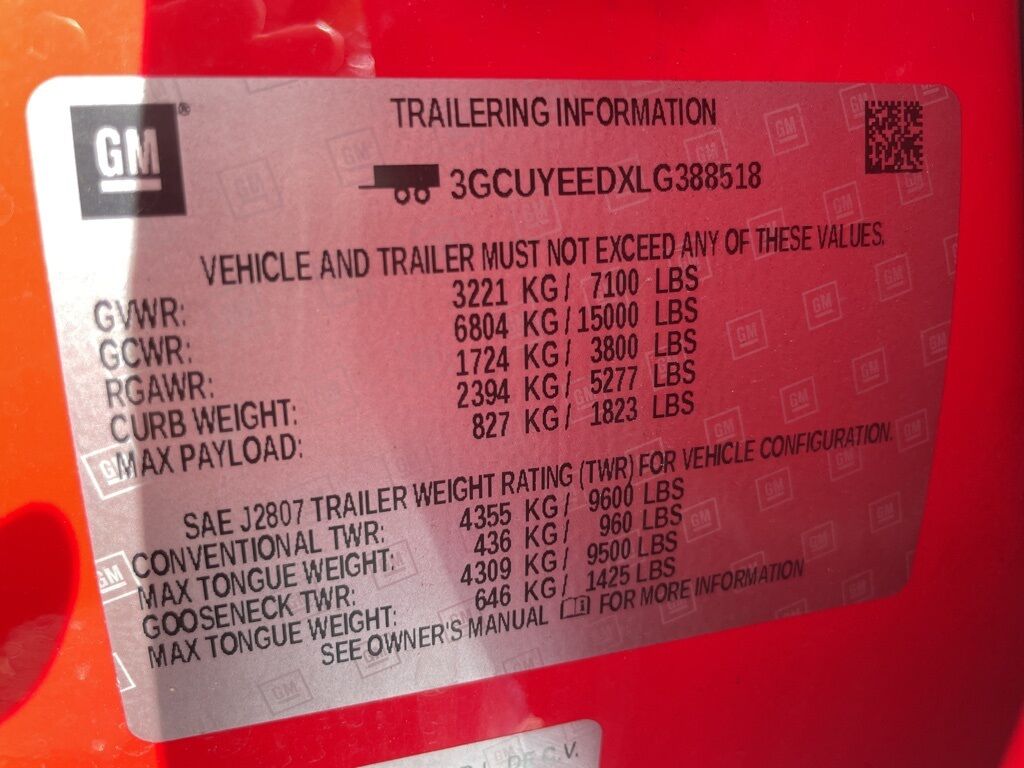 GM®
TRAILERING INFORMATION
3GCUYEEDXLG388518
VEHICLE AND TRAILER MUST NOT EXCEED ANY OF THESE VALUES.
GVWR: 3221 KG/ 7100 LBS
GCWR: 6804 KG/ 15000 LBS
RGAWR: 1724 KG/ 3800 LBS
CURB WEIGHT: 2394 KG/ 5277 LBS
MAX PAYLOAD: 827 KG/ 1823 LBS
SAE J2807 TRAILER WEIGHT RATING (TWR) FOR VEHICLE CONFIGURATION.
CONVENTIONAL TWR: 4355 KG/ 9600 LBS
MAX TONGUE WEIGHT: 436 KG/ 960 LBS
GOOSENECK TWR: 4309 KG/ 9500 LBS
MAX TONGUE WEIGHT: 646 KG/ 1425 LBS
SEE OWNER'S MANUAL FOR MORE INFORMATION
DE C.V.